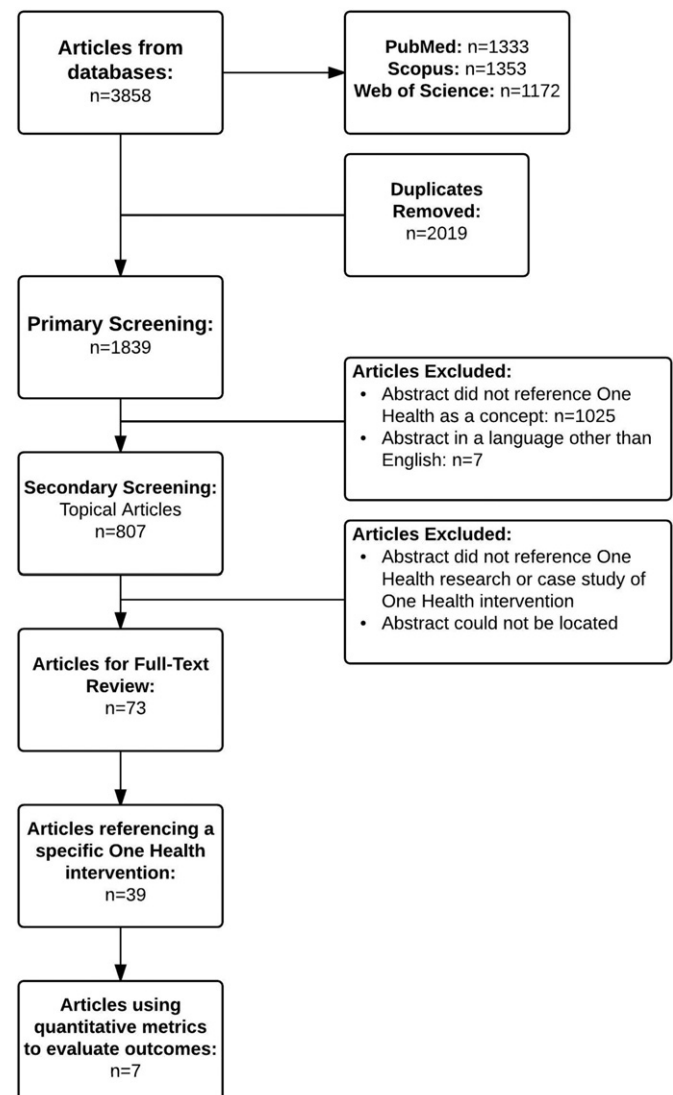 Articles from
databases:
n=3858
PubMed: n=1333
Scopus: n=1353
Web of Science: n=1172
Duplicates
Removed:
n=2019
Primary Screening:
n=1839
Articles Excluded:
• Abstract did not reference One
Health as a concept: n=1025
• Abstract in a language other than
English: n=7
Secondary Screening:
Topical Articles
n=807
Articles Excluded:
• Abstract did not reference One
Health research or case study of
One Health intervention
• Abstract could not be located
Articles for Full-Text
Review:
n=73
Articles referencing a
specific One Health
intervention:
n=39
Articles using
quantitative metrics
to evaluate outcomes:
n=7